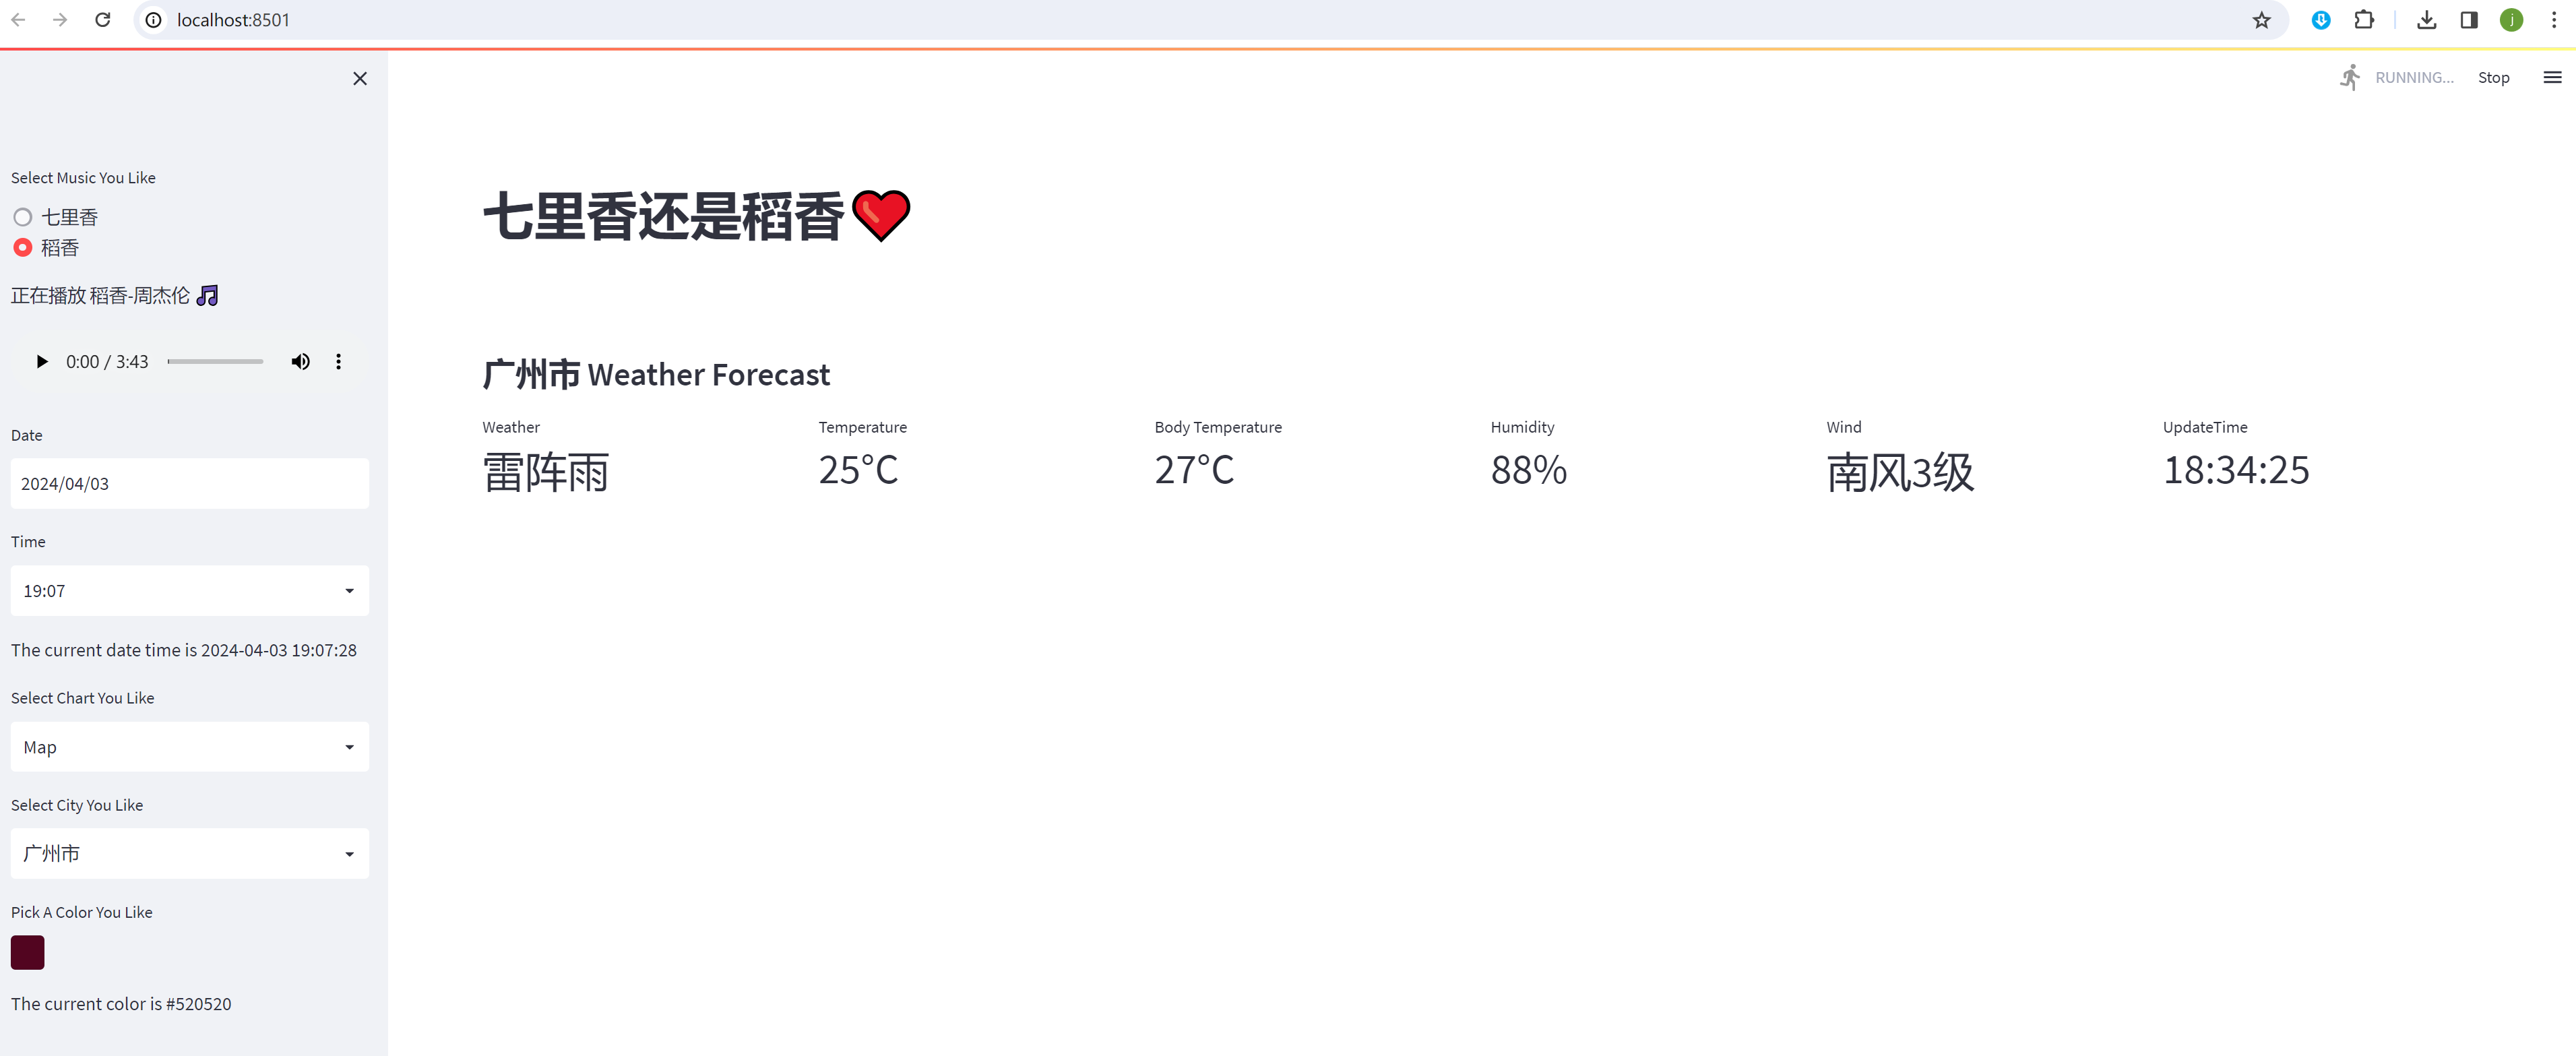 localhost:8501
j
RUNNING...
Stop
Select Music You Like
七里香
稻香
正在播放 稻香-周杰伦 🎵
0:00 / 3:43
Date
2024/04/03
Time
19:07
The current date time is 2024-04-03 19:07:28
Select Chart You Like
Map
Select City You Like
广州市
Pick A Color You Like
The current color is #520520
七里香还是稻香❤️
广州市 Weather Forecast
Weather
雷阵雨
Temperature
25°C
Body Temperature
27°C
Humidity
88%
Wind
南风3级
UpdateTime
18:34:25